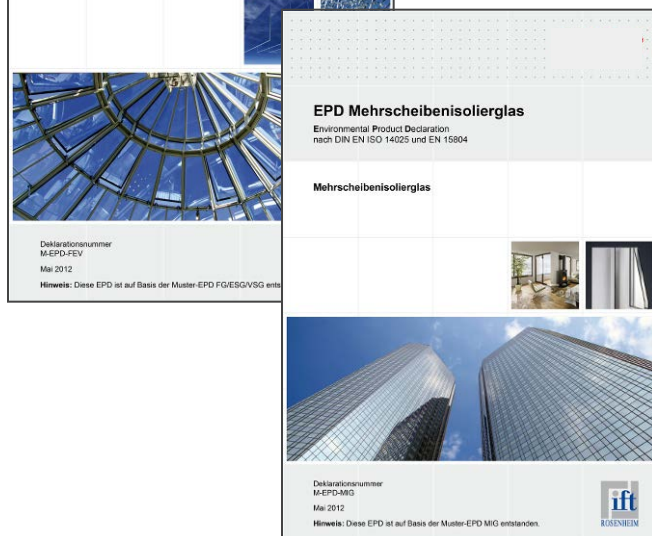 Deklarationsnummer
M-EPD-FEV
Mai 2012
Hinweis: Diese EPD ist auf Basis der Muster-EPD FG/ESG/VSG ents
EPD Mehrscheibenisolierglas
Environmental Product Declaration
nach DIN EN ISO 14025 und EN 15804
Mehrscheibenisolierglas
Deklarationsnummer
M-EPD-MIG
Mai 2012
Hinweis: Diese EPD ist auf Basis der Muster-EPD MIG entstanden.
ift
ROSENHEIM